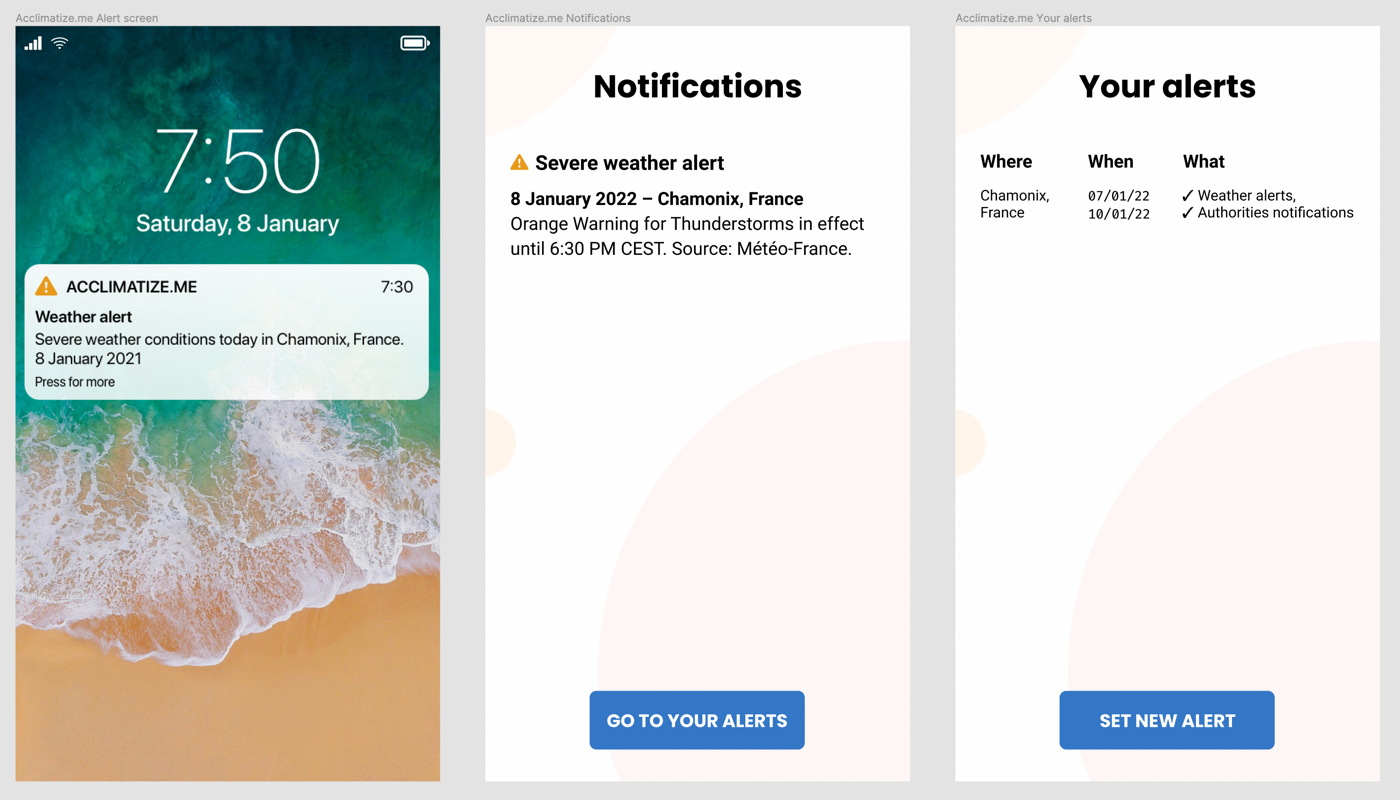 Acclimatize.me Alert screen
7:50
Saturday, 8 January
ACCLIMATIZE.ME 7:30
Weather alert
Severe weather conditions today in Chamonix, France.
8 January 2021
Press for more
Acclimatize.me Notifications
Notifications
Severe weather alert
8 January 2022 – Chamonix, France
Orange Warning for Thunderstorms in effect
until 6:30 PM CEST. Source: Météo-France.
GO TO YOUR ALERTS
Acclimatize.me Your alerts
Your alerts
Where When What
Chamonix, 07/01/22 ✓ Weather alerts,
France 10/01/22 ✓ Authorities notifications
SET NEW ALERT